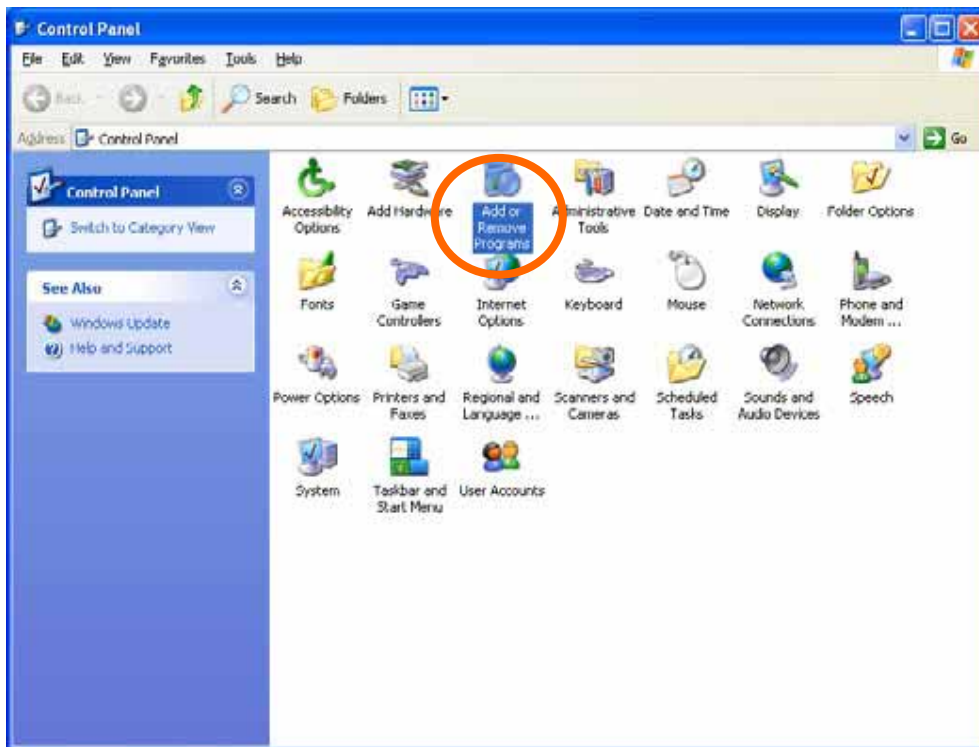 Control Panel
File Edit View Favorites Tools Help
Back Search Folders
Address Control Panel Go
Control Panel
Switch to Category View
See Also
Windows Update
Help and Support
Accessibility Options
Add Hardware
Add or Remove Programs
Administrative Tools
Date and Time
Display
Folder Options
Fonts
Game Controllers
Internet Options
Keyboard
Mouse
Network Connections
Phone and Modem ...
Power Options
Printers and Faxes
Regional and Language ...
Scanners and Cameras
Scheduled Tasks
Sounds and Audio Devices
Speech
System
Taskbar and Start Menu
User Accounts